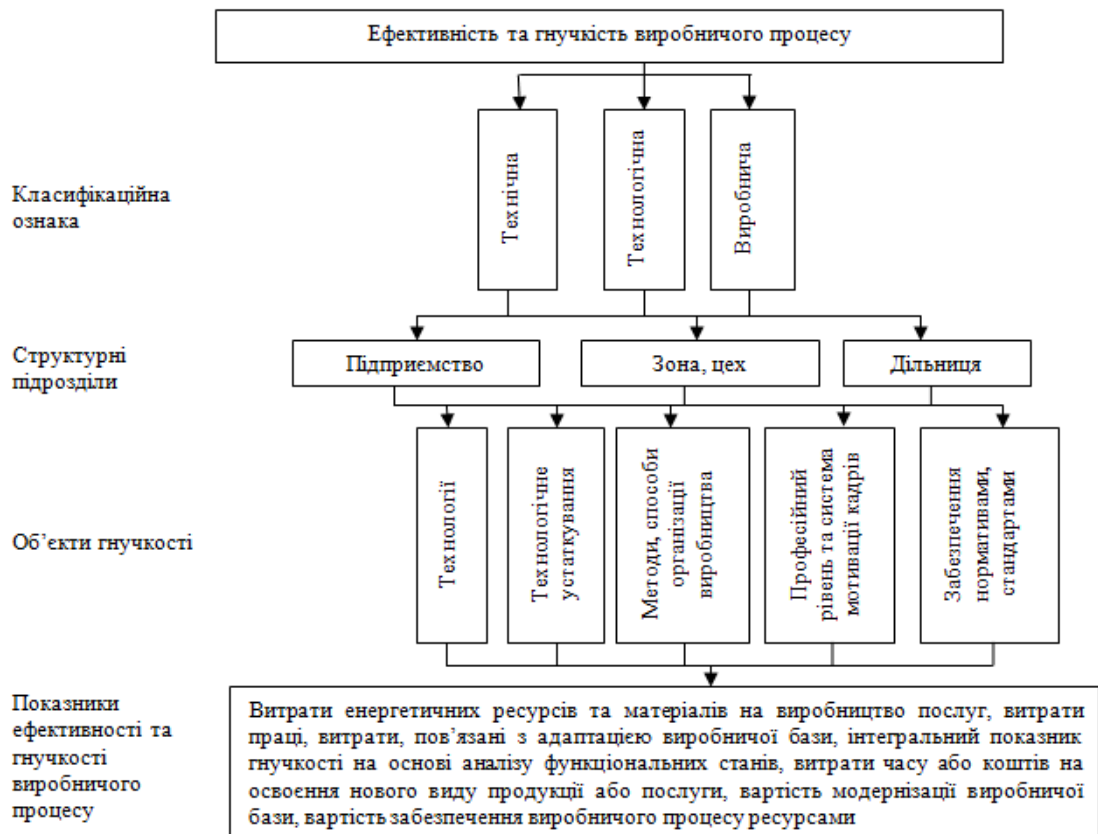 Ефективність та гнучкість виробничого процесу
Класифікаційна
ознака
Технічна
Технологічна
Виробнича
Структурні
підрозділи
Підприємство
Зона, цех
Дільниця
Об’єкти гнучкості
Технології
Технологічне
устаткування
Методи, способи
організації
виробництва
Професійний
рівень та система
мотивації кадрів
Забезпечення
нормативами,
стандартами
Показники
ефективності та
гнучкості
виробничого
процесу
Витрати енергетичних ресурсів та матеріалів на виробництво послуг, витрати
праці, витрати, пов’язані з адаптацією виробничої бази, інтегральний показник
гнучкості на основі аналізу функціональних станів, витрати часу або коштів на
освоєння нового виду продукції або послуги, вартість модернізації виробничої
бази, вартість забезпечення виробничого процесу ресурсами